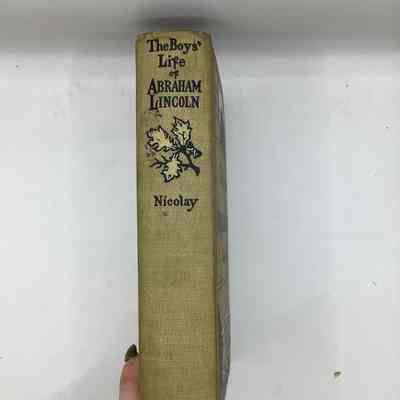 The Boys'
Life
of
ABRAHAM
LINCOLN
Nicolay